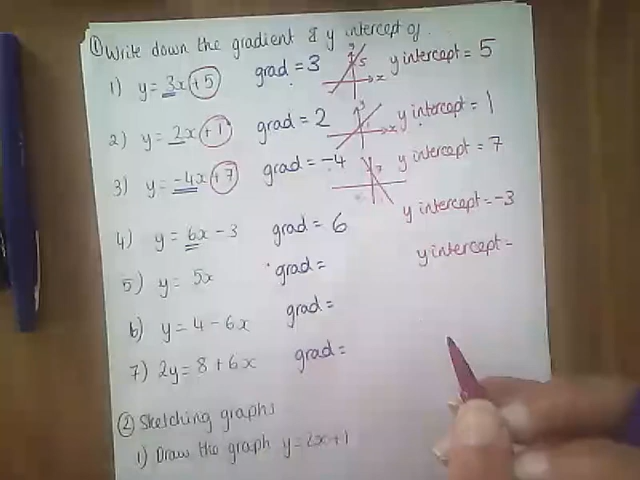 ① Write down the gradient & y intercept of
1) y = 3x + 5 grad = 3 y 5 x y intercept = 5
2) y = 2x + 1 grad = 2 y x y intercept = 1
3) y = -4x + 7 grad = -4 7 y intercept = 7
4) y = 6x - 3 grad = 6 y intercept = -3
5) y = 5x grad = y intercept =
6) y = 4 - 6x grad =
7) 2y = 8 + 6x grad =
② Sketching graphs
1) Draw the graph y = 2x + 1